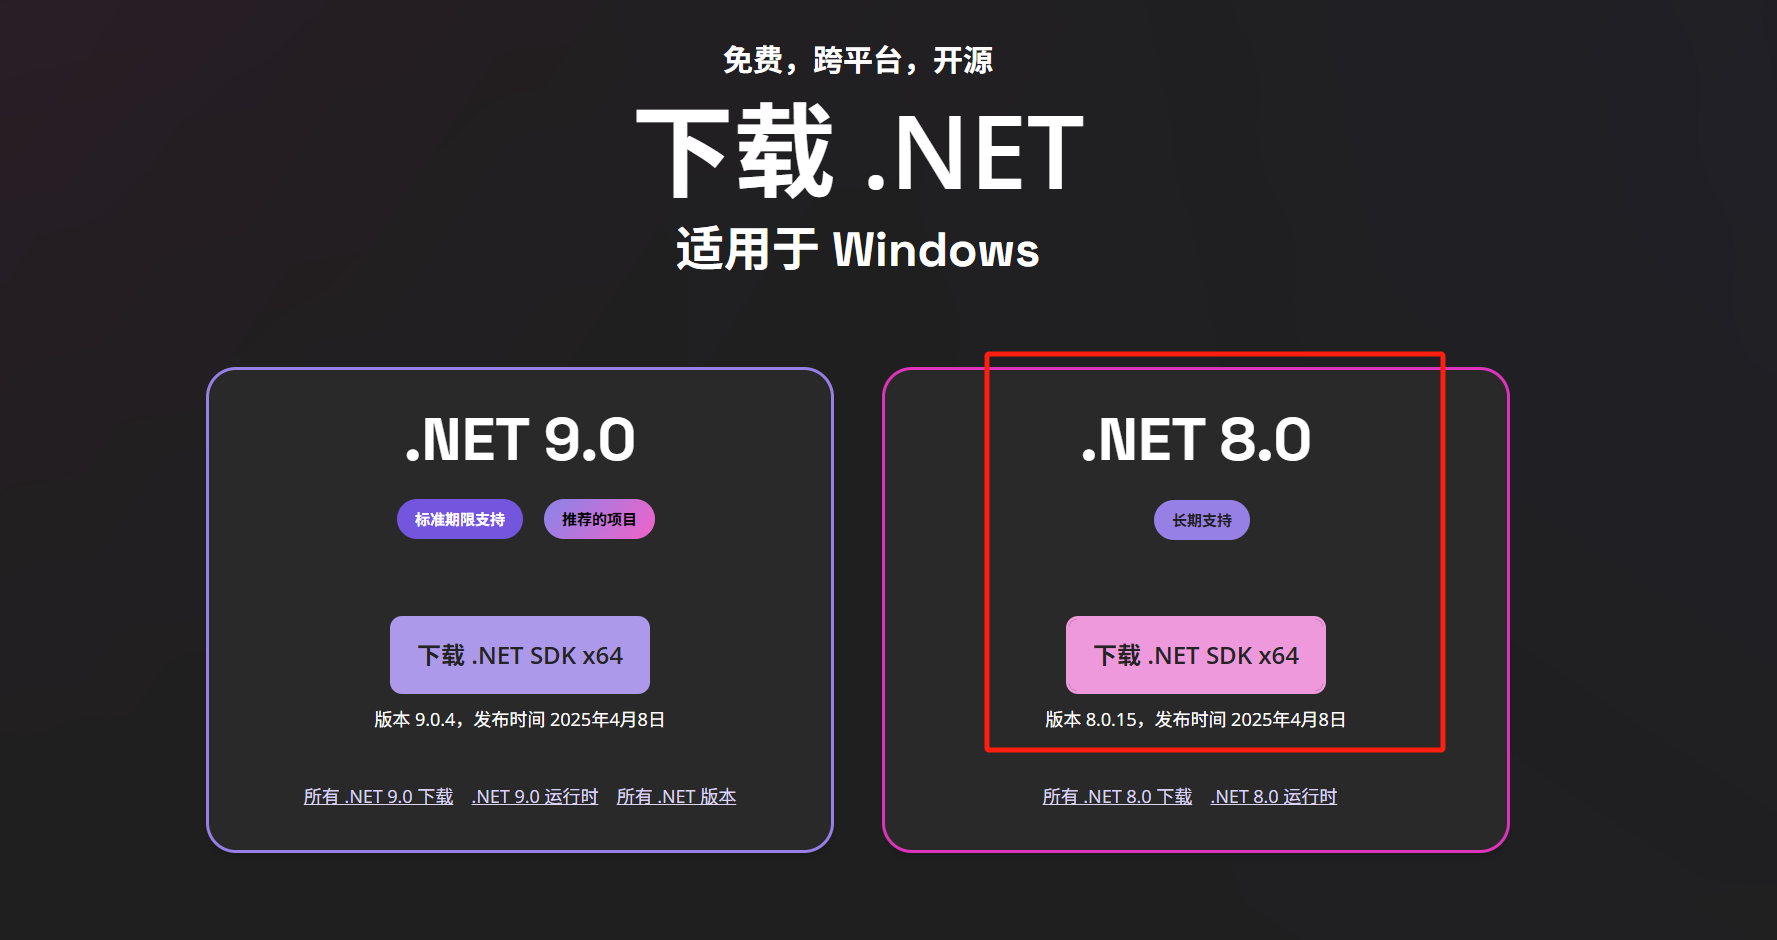 免费，跨平台，开源
下载 .NET
适用于 Windows
.NET 9.0
标准期限支持 推荐的项目
下载 .NET SDK x64
版本 9.0.4，发布时间 2025年4月8日
所有 .NET 9.0 下载 .NET 9.0 运行时 所有 .NET 版本
.NET 8.0
长期支持
下载 .NET SDK x64
版本 8.0.15，发布时间 2025年4月8日
所有 .NET 8.0 下载 .NET 8.0 运行时